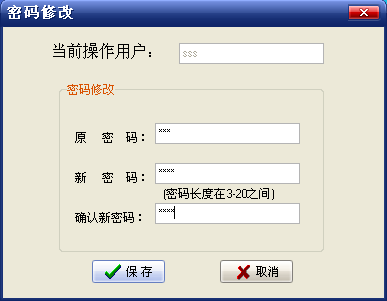 密码修改
当前操作用户： sss
密码修改
原 密 码： ***
新 密 码： ****
(密码长度在3-20之间)
确认新密码： ****
保 存 取消